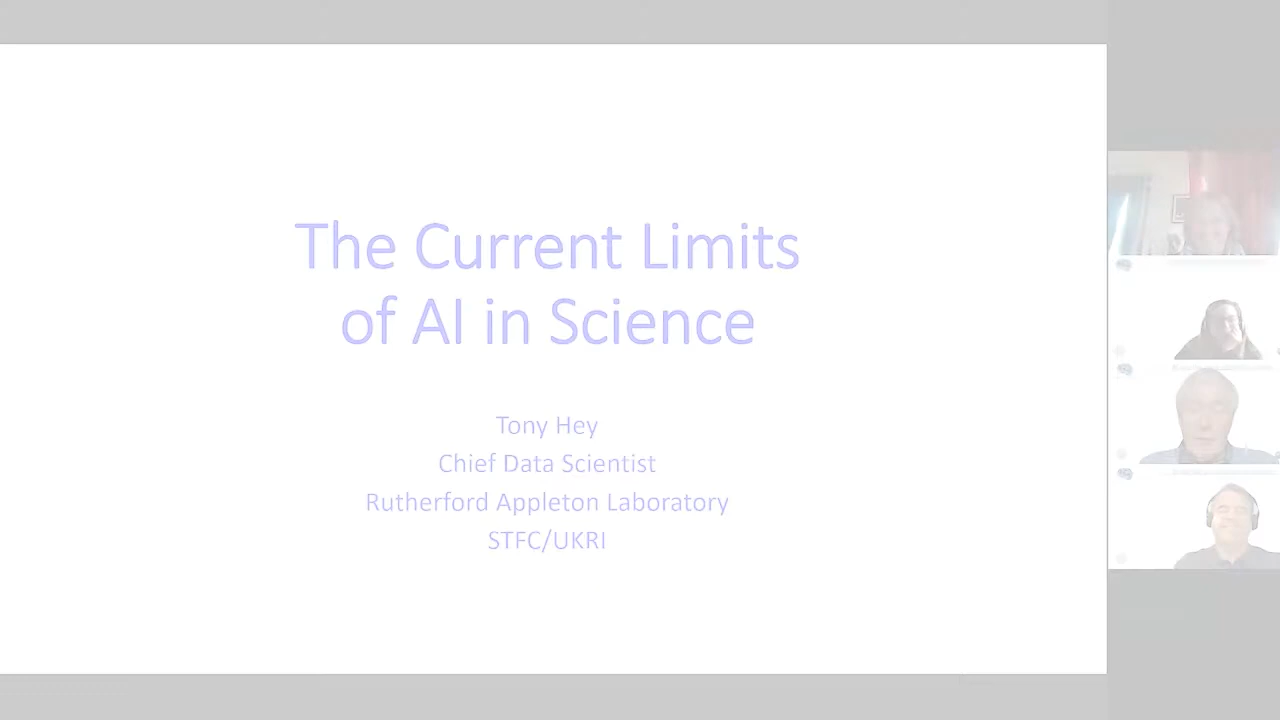 The Current Limits
of AI in Science
Tony Hey
Chief Data Scientist
Rutherford Appleton Laboratory
STFC/UKRI